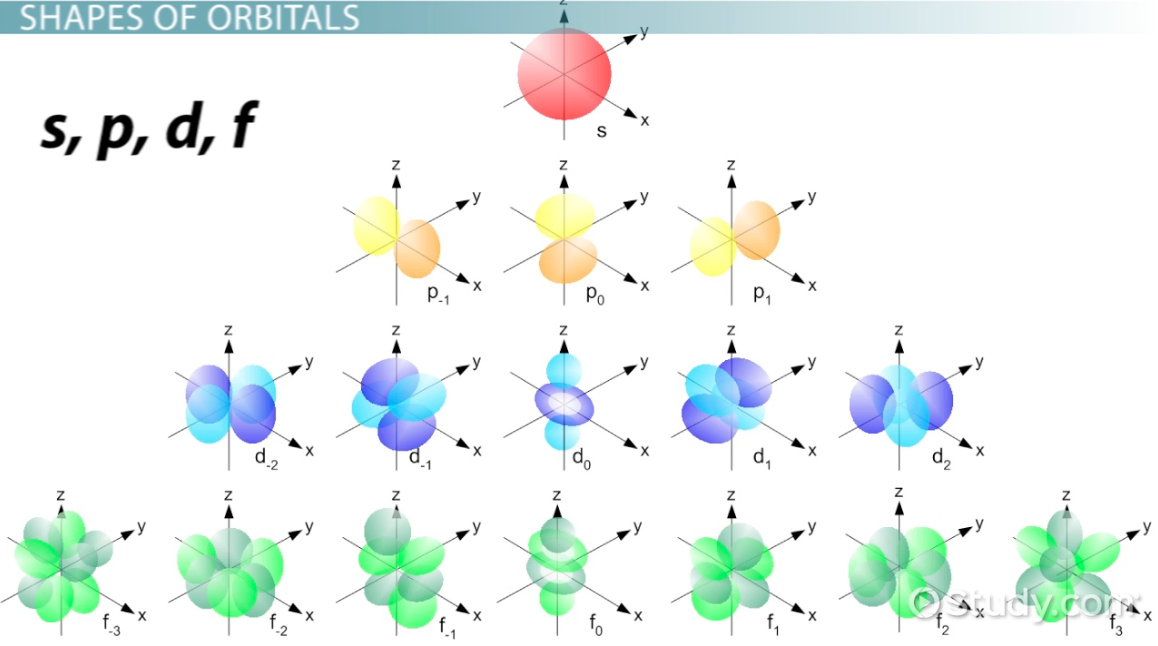 SHAPES OF ORBITALS
s, p, d, f
z
y
x
s
z z z
y y y
x x x
p-1 p0 p1
z z z z z
y y y y y
x x x x x
d-2 d-1 d0 d1 d2
z z z z z z z
y y y y y y y
x x x x x x x
f-3 f-2 f-1 f0 f1 f2 f3
Study.com